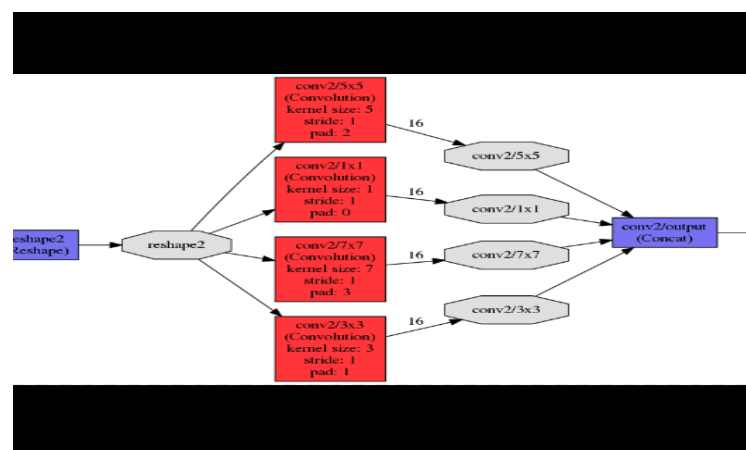 eshape2
Reshape)
reshape2
conv2/5x5
(Convolution)
kernel size: 5
stride: 1
pad: 2
conv2/1x1
(Convolution)
kernel size: 1
stride: 1
pad: 0
conv2/7x7
(Convolution)
kernel size: 7
stride: 1
pad: 3
conv2/3x3
(Convolution)
kernel size: 3
stride: 1
pad: 1
16
16
16
16
conv2/5x5
conv2/1x1
conv2/7x7
conv2/3x3
conv2/output
(Concat)